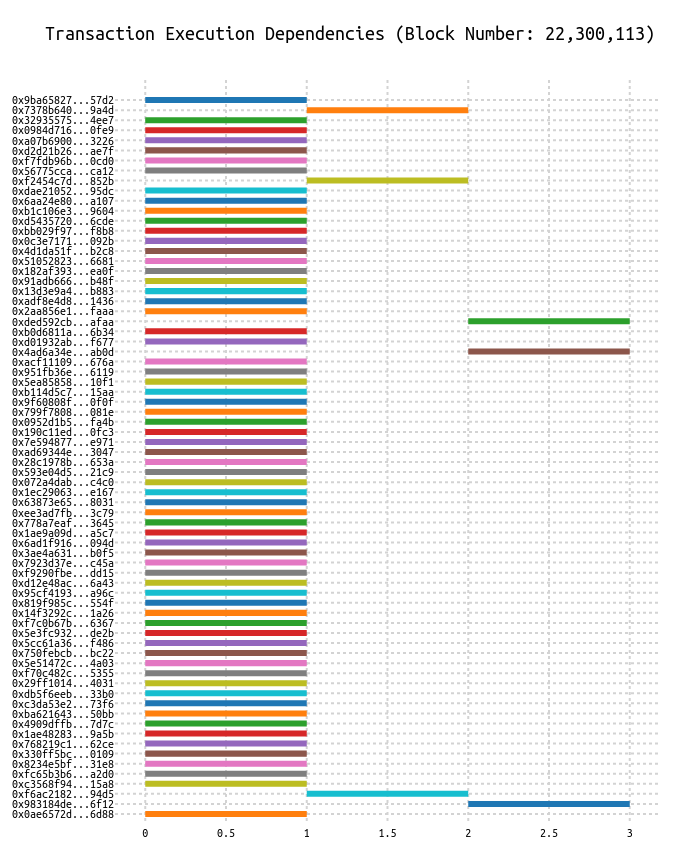 Transaction Execution Dependencies (Block Number: 22,300,113)
0x9ba65827...57d2
0x7378b640...9a4d
0x32935575...4ee7
0x0984d716...0fe9
0xa07b6900...3226
0xd2d21b26...ae7f
0xf7fdb96b...0cd0
0x56775cca...ca12
0xf2454c7d...852b
0xdae21052...95dc
0x6aa24e80...a107
0xb1c106e3...9604
0xd5435720...6cde
0xbb029f97...f8b8
0x0c3e7171...092b
0x4d1da51f...b2c8
0x51052823...6681
0x182af393...ea0f
0x91adb666...b48f
0x13d3e9a4...b883
0xadf8e4d8...1436
0x2aa856e1...faaa
0xded592cb...afaa
0xb0d6811a...6b34
0xd01932ab...f677
0x4ad6a34e...ab0d
0xacf11109...676a
0x951fb36e...6119
0x5ea85858...10f1
0xb114d5c7...15aa
0x9f60808f...0f0f
0x799f7808...081e
0x0952d1b5...fa4b
0x190c11ed...0fc3
0x7e594877...e971
0xad69344e...3047
0x28c1978b...653a
0x593e04d5...21c9
0x072a4dab...c4c0
0x1ec29063...e167
0x63873e65...8031
0xee3ad7fb...3c79
0x778a7eaf...3645
0x1ae9a09d...a5c7
0x6ad1f916...094d
0x3ae4a631...b0f5
0x7923d37e...c45a
0xf9290fbe...dd15
0xd12e48ac...6a43
0x95cf4193...a96c
0x819f985c...554f
0x14f3292c...1a26
0xf7c0b67b...6367
0x5e3fc932...de2b
0x5cc61a36...f486
0x750febcb...bc22
0x5e51472c...4a03
0xf70c482c...5355
0x29ff1014...4031
0xdb5f6eeb...33b0
0xc3da53e2...73f6
0xba621643...50bb
0x4909dffb...7d7c
0x1ae48283...9a5b
0x768219c1...62ce
0x330ff5bc...0109
0x8234e5bf...31e8
0xfc65b3b6...a2d0
0xc3568f94...15a8
0xf6ac2182...94d5
0x983184de...6f12
0x0ae6572d...6d88
0 0.5 1 1.5 2 2.5 3